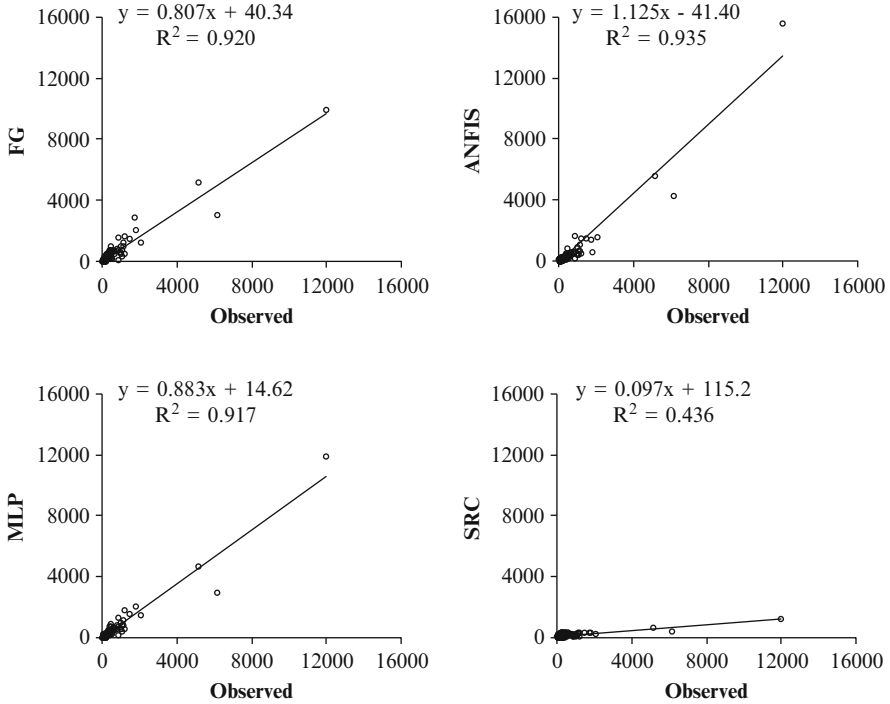 y = 0.807x + 40.34
R² = 0.920
16000
12000
8000
4000
0
FG
0 4000 8000 12000 16000
Observed
y = 1.125x - 41.40
R² = 0.935
16000
12000
8000
4000
0
ANFIS
0 4000 8000 12000 16000
Observed
y = 0.883x + 14.62
R² = 0.917
16000
12000
8000
4000
0
MLP
0 4000 8000 12000 16000
Observed
y = 0.097x + 115.2
R² = 0.436
16000
12000
8000
4000
0
SRC
0 4000 8000 12000 16000
Observed